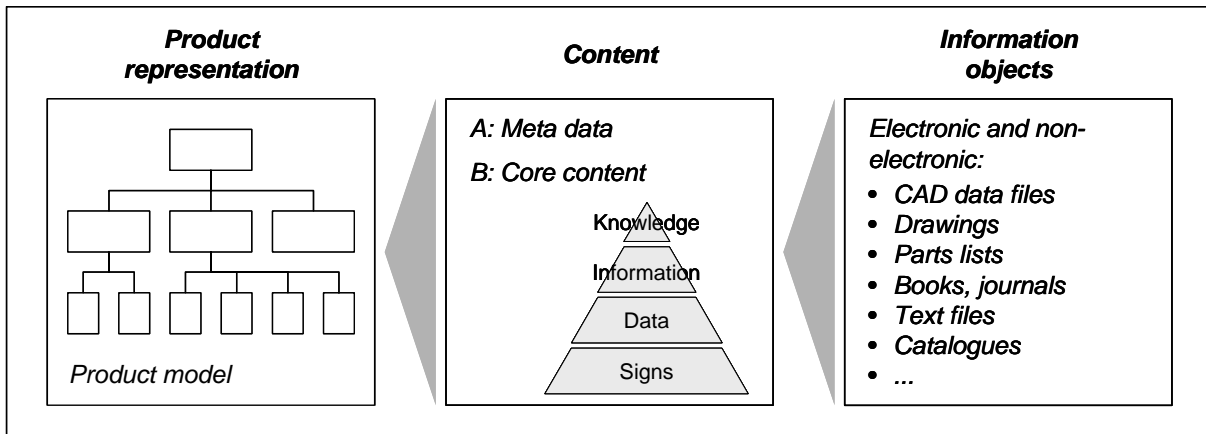 Product
representation
Product model
Content
A: Meta data
B: Core content
Knowledge
Information
Data
Signs
Information
objects
Electronic and non-
electronic:
• CAD data files
• Drawings
• Parts lists
• Books, journals
• Text files
• Catalogues
• ...